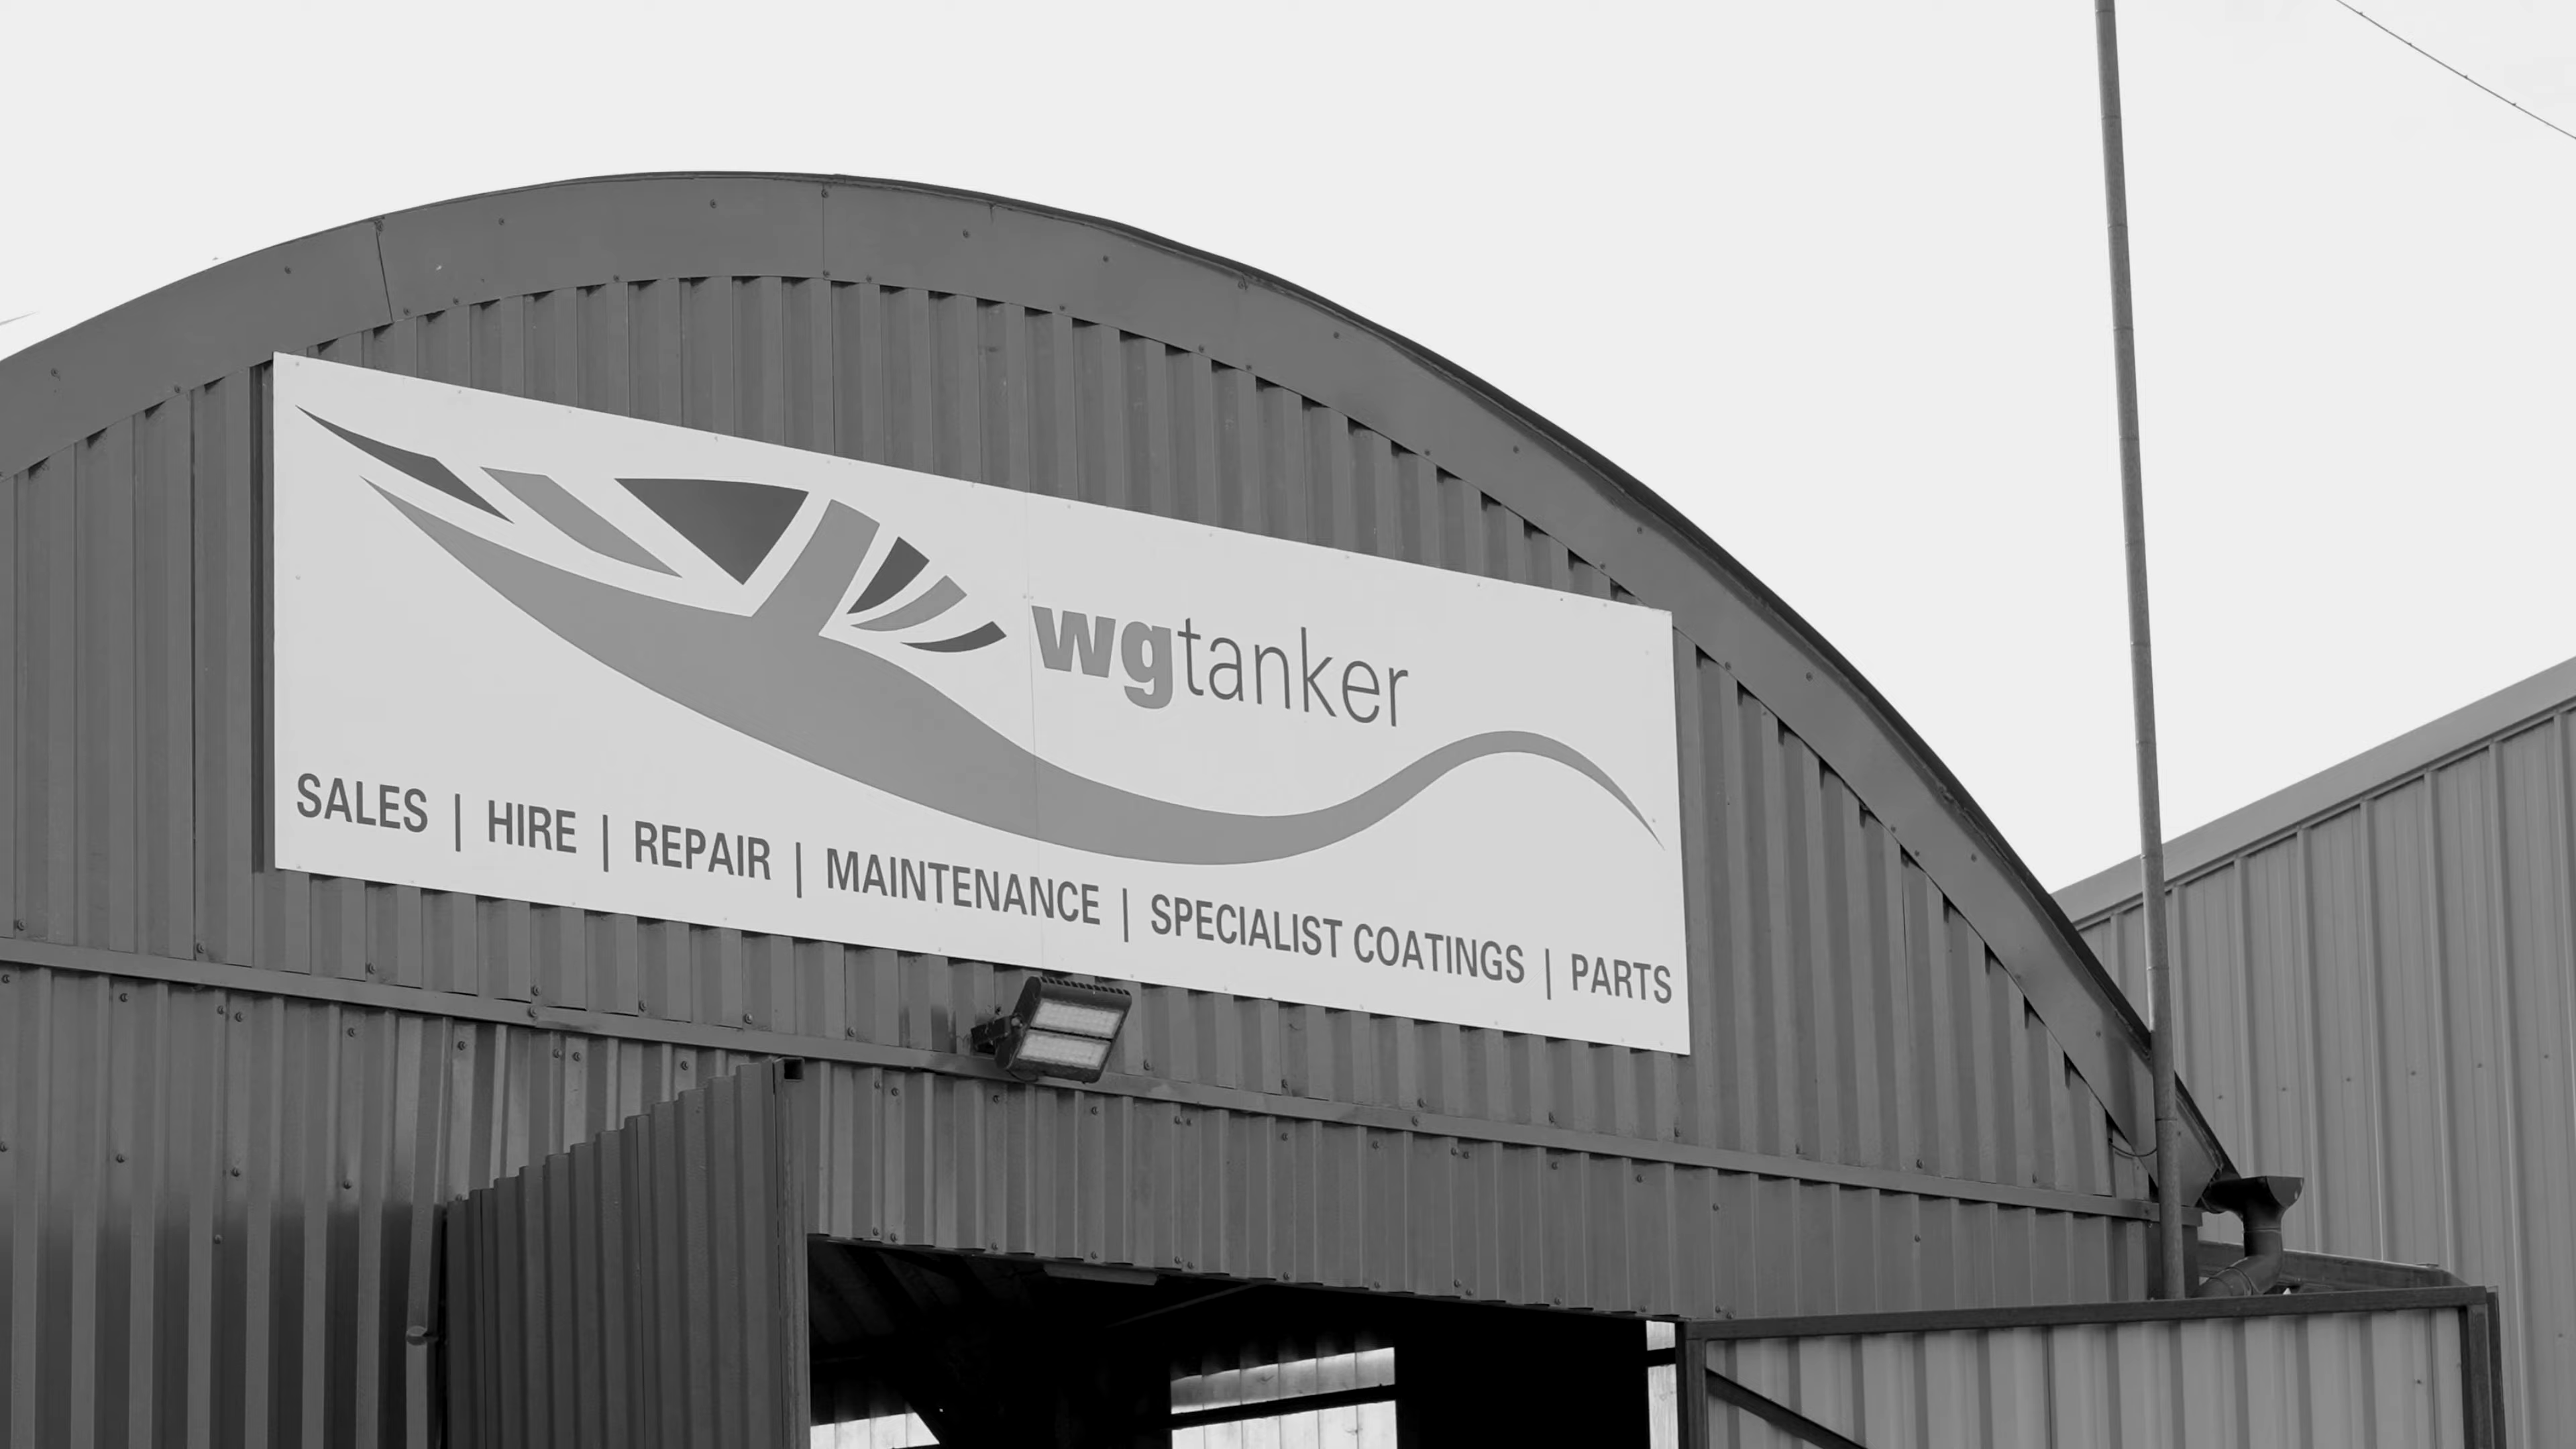 wgtanker
SALES | HIRE | REPAIR | MAINTENANCE | SPECIALIST COATINGS | PARTS